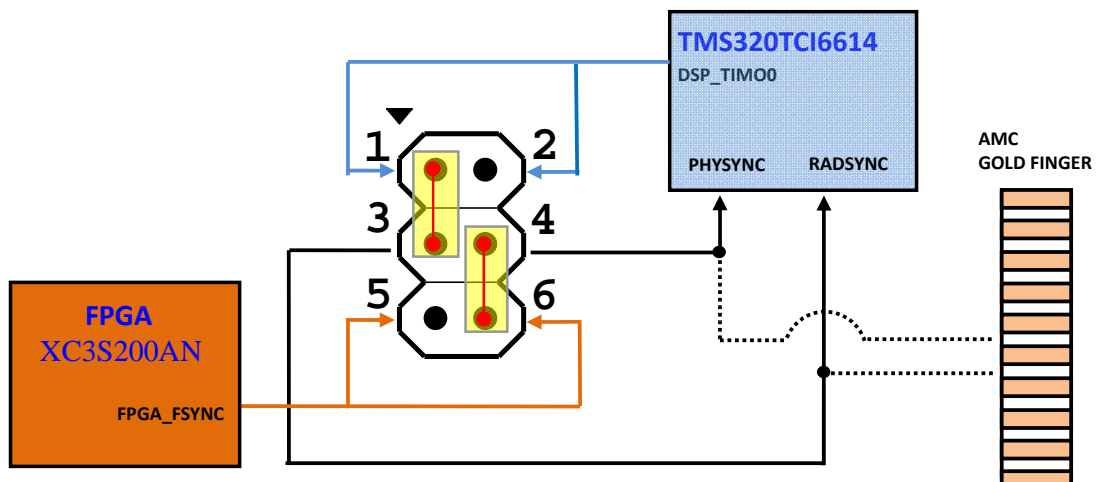 TMS320TCI6614
DSP_TIMO0
PHYSYNC
RADSYNC
AMC
GOLD FINGER
1
2
3
4
5
6
FPGA
XC3S200AN
FPGA_FSYNC